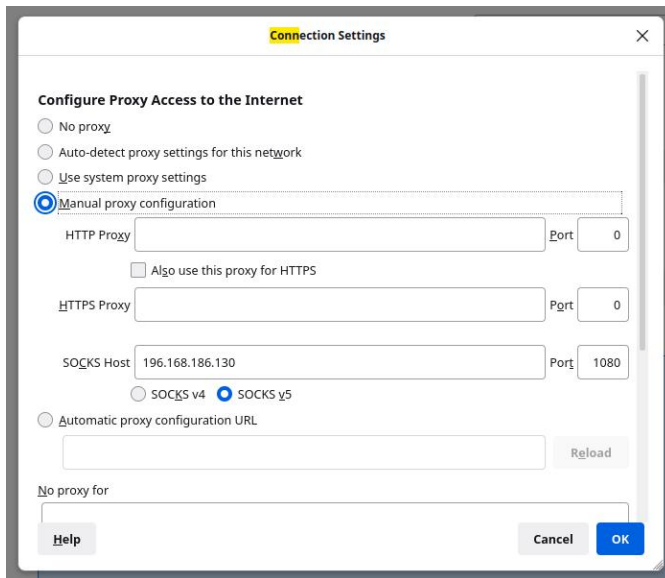 Connection Settings
Configure Proxy Access to the Internet
No proxy
Auto-detect proxy settings for this network
Use system proxy settings
Manual proxy configuration
HTTP Proxy Port 0
Also use this proxy for HTTPS
HTTPS Proxy Port 0
SOCKS Host 196.168.186.130 Port 1080
SOCKS v4 SOCKS v5
Automatic proxy configuration URL
Reload
No proxy for
Help Cancel OK